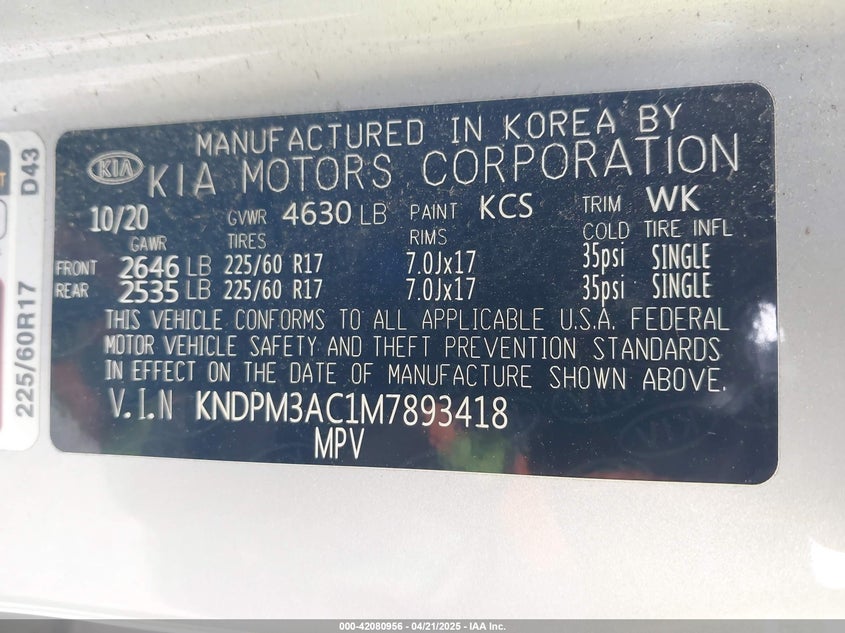 MANUFACTURED IN KOREA BY
KIA KIA MOTORS CORPORATION
10/20 GVWR 4630 LB PAINT KCS TRIM WK
GAWR TIRES RIMS COLD TIRE INFL
FRONT 2646 LB 225/60 R17 7.0Jx17 35psi SINGLE
REAR 2535 LB 225/60 R17 7.0Jx17 35psi SINGLE
THIS VEHICLE CONFORMS TO ALL APPLICABLE U.S.A. FEDERAL
MOTOR VEHICLE SAFETY AND THEFT PREVENTION STANDARDS
IN EFFECT ON THE DATE OF MANUFACTURE SHOWN ABOVE.
V.I.N KNDPM3AC1M7893418
MPV
225/60R17 D43
000-42080956 - 04/21/2025 - IAA Inc.